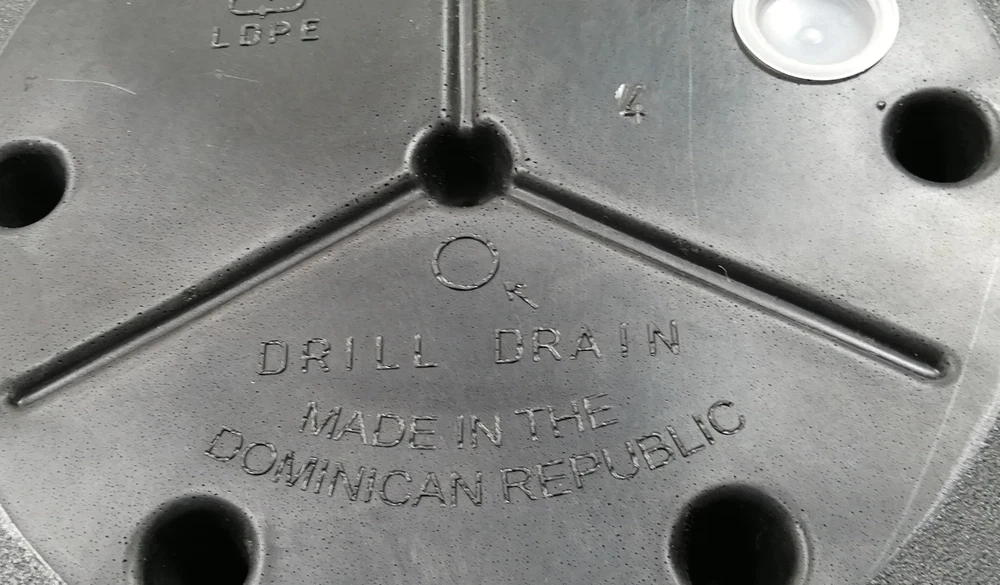 LDPE
4
DRILL DRAIN
MADE IN THE
DOMINICAN REPUBLIC